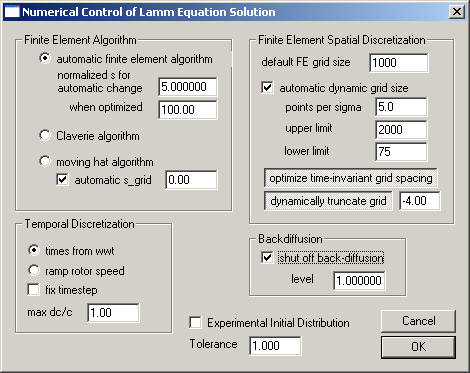 Numerical Control of Lamm Equation Solution
Finite Element Algorithm
automatic finite element algorithm
normalized s for
automatic change
5.000000
when optimized
100.00
Claverie algorithm
moving hat algorithm
automatic s_grid
0.00
Temporal Discretization
times from wwt
ramp rotor speed
fix timestep
max dc/c
1.00
Finite Element Spatial Discretization
default FE grid size
1000
automatic dynamic grid size
points per sigma
5.0
upper limit
2000
lower limit
75
optimize time-invariant grid spacing
dynamically truncate grid
-4.00
Backdiffusion
shut off back-diffusion
level
1.000000
Experimental Initial Distribution
Tolerance
1.000
Cancel
OK